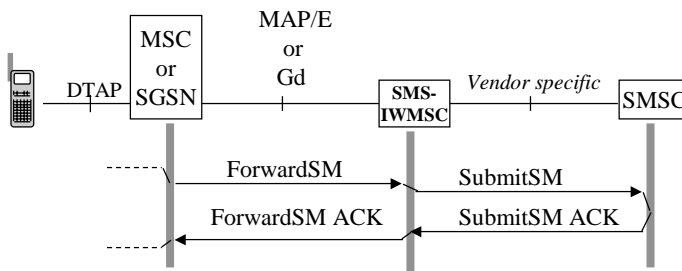 MSC
or
SGSN
MAP/E
or
Gd
DTAP
SMS-
IWMSC
Vendor specific
SMSC
ForwardSM
SubmitSM
ForwardSM ACK
SubmitSM ACK